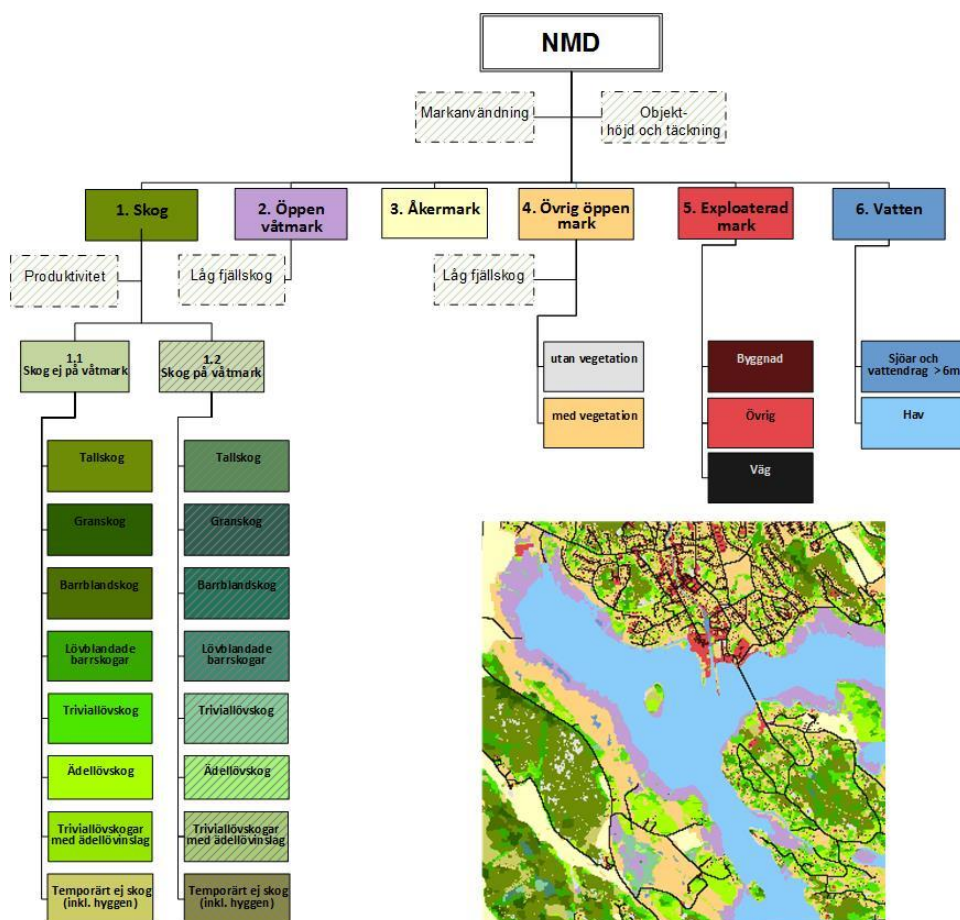 NMD
Markanvändning
Objekt-
höjd och täckning
1. Skog
2. Öppen
våtmark
3. Åkermark
4. Övrig öppen
mark
5. Exploaterad
mark
6. Vatten
Produktivitet
Låg fjällskog
Låg fjällskog
1.1
Skog ej på våtmark
1.2
Skog på våtmark
utan vegetation
med vegetation
Byggnad
Övrig
Väg
Sjöar och
vattendrag >6m
Hav
Tallskog
Granskog
Barrblandskog
Lövblandade
barrskogar
Triviallövskog
Ädellövskog
Triviallövskogar
med ädellövinslag
Temporärt ej skog
(inkl. hyggen)
Tallskog
Granskog
Barrblandskog
Lövblandade
barrskogar
Triviallövskog
Ädellövskog
Triviallövskogar
med ädellövinslag
Temporärt ej skog
(inkl. hyggen)